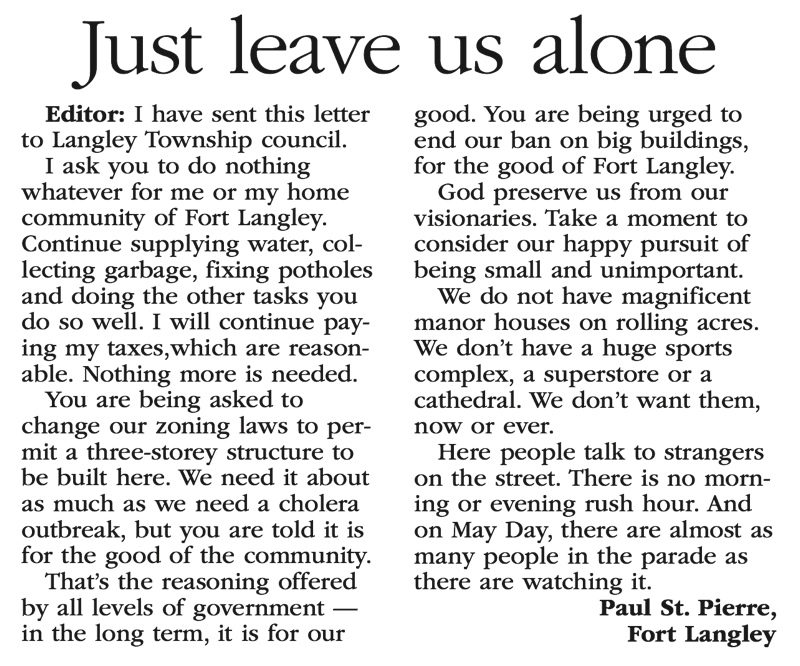 Just leave us alone
Editor: I have sent this letter
to Langley Township council.
I ask you to do nothing
whatever for me or my home
community of Fort Langley.
Continue supplying water, col-
lecting garbage, fixing potholes
and doing the other tasks you
do so well. I will continue pay-
ing my taxes,which are reason-
able. Nothing more is needed.
You are being asked to
change our zoning laws to per-
mit a three-storey structure to
be built here. We need it about
as much as we need a cholera
outbreak, but you are told it is
for the good of the community.
That's the reasoning offered
by all levels of government —
in the long term, it is for our
good. You are being urged to
end our ban on big buildings,
for the good of Fort Langley.
God preserve us from our
visionaries. Take a moment to
consider our happy pursuit of
being small and unimportant.
We do not have magnificent
manor houses on rolling acres.
We don't have a huge sports
complex, a superstore or a
cathedral. We don't want them,
now or ever.
Here people talk to strangers
on the street. There is no morn-
ing or evening rush hour. And
on May Day, there are almost as
many people in the parade as
there are watching it.
Paul St. Pierre,
Fort Langley